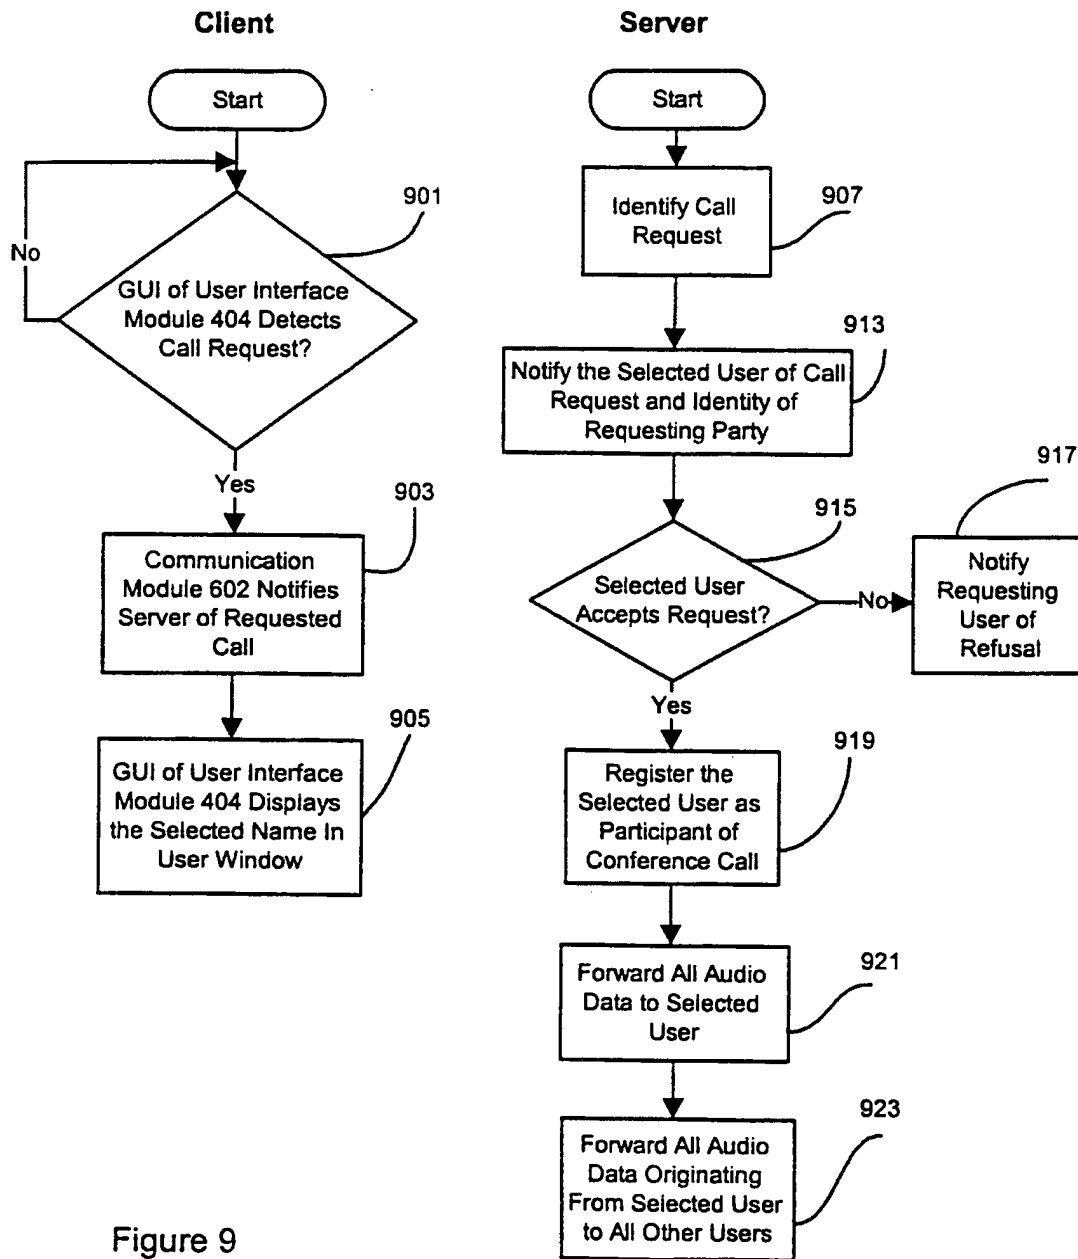 Client
Start
901
No
GUI of User Interface
Module 404 Detects
Call Request?
Yes
903
Communication
Module 602 Notifies
Server of Requested
Call
905
GUI of User Interface
Module 404 Displays
the Selected Name In
User Window
Server
Start
907
Identify Call
Request
913
Notify the Selected User of Call
Request and Identity of
Requesting Party
915
Selected User
Accepts Request?
No
917
Notify
Requesting
User of
Refusal
Yes
919
Register the
Selected User as
Participant of
Conference Call
921
Forward All Audio
Data to Selected
User
923
Forward All Audio
Data Originating
From Selected User
to All Other Users
Figure 9